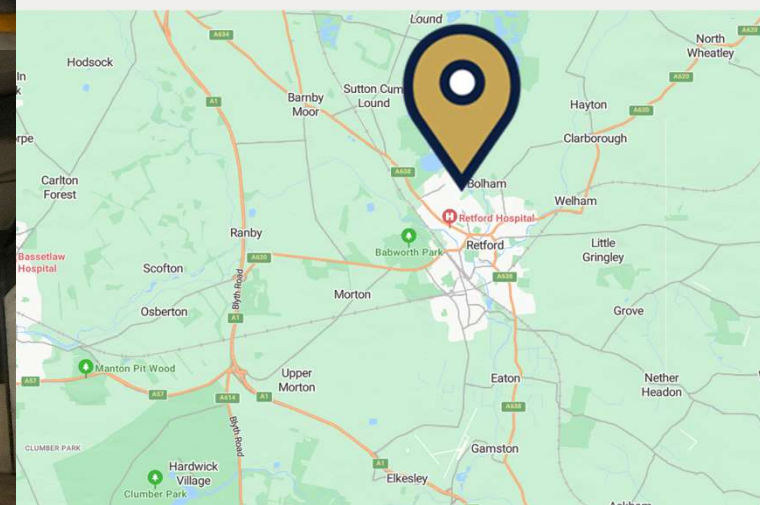 Lound
A634
A620
North
Wheatley
Hodsock
A620
Sutton Cum
Lound
Barnby
Moor
A1
Hayton
A620
Clarborough
A638
Carlton
Forest
Bolham
Welham
Retford Hospital
Ranby
Retford
Babworth Park
Little
Gringley
Bassetlaw
Hospital
A620
Scofton
A638
Blyth Road
Morton
Osberton
Grove
A1
Manton Pit Wood
Upper
Morton
Eaton
Nether
Headon
A57
A57
A614
A1
A638
Blyth Road
CLUMBER PARK
Gamston
A1
Hardwick
Village
Elkesley
Clumber Park